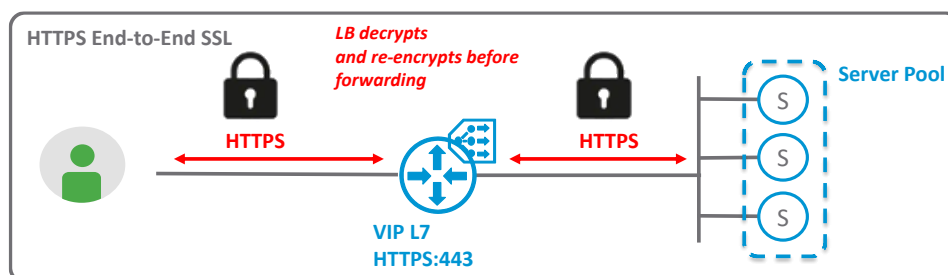 HTTPS End-to-End SSL
LB decrypts
and re-encrypts before
forwarding
Server Pool
HTTPS
HTTPS
S
S
S
VIP L7
HTTPS:443